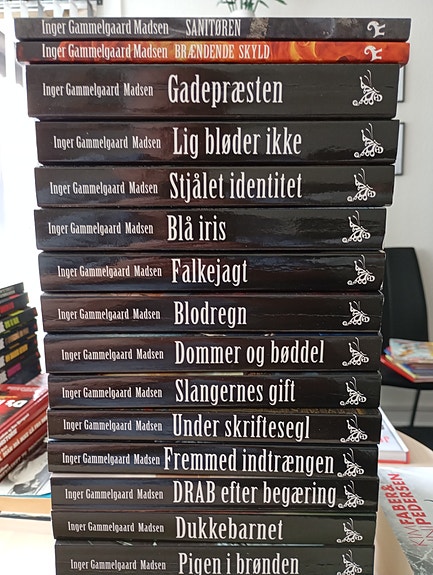 Inger Gammelgaard Madsen SANITØREN
Inger Gammelgaard Madsen BRÆNDENDE SKYLD
Inger Gammelgaard Madsen Gadepræsten
Inger Gammelgaard Madsen Lig bløder ikke
Inger Gammelgaard Madsen Stjålet identitet
Inger Gammelgaard Madsen Blå iris
Inger Gammelgaard Madsen Falkejagt
Inger Gammelgaard Madsen Blodregn
Inger Gammelgaard Madsen Dommer og bøddel
Inger Gammelgaard Madsen Slangernes gift
Inger Gammelgaard Madsen Under skriftesegl
Inger Gammelgaard Madsen Fremmed indtrængen
Inger Gammelgaard Madsen DRAB efter begæring
Inger Gammelgaard Madsen Dukkebarnet
Inger Gammelgaard Madsen Pigen i brønden
FABER &
PEDERSEN